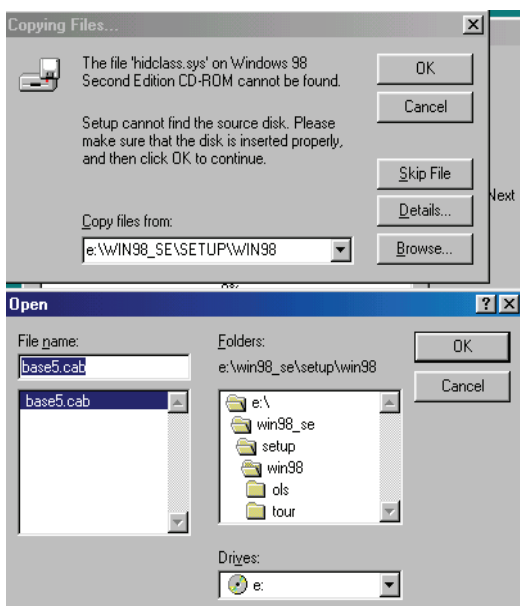 Copying Files...
The file 'hidclass.sys' on Windows 98
Second Edition CD-ROM cannot be found.
Setup cannot find the source disk. Please
make sure that the disk is inserted properly,
and then click OK to continue.
Copy files from:
e:\WIN98_SE\SETUP\WIN98
OK
Cancel
Skip File
Details...
Browse...
Next
0%
Open
File name:
base5.cab
base5.cab
Folders:
e:\win98_se\setup\win98
e:\
win98_se
setup
win98
ols
tour
Drives:
e:
OK
Cancel